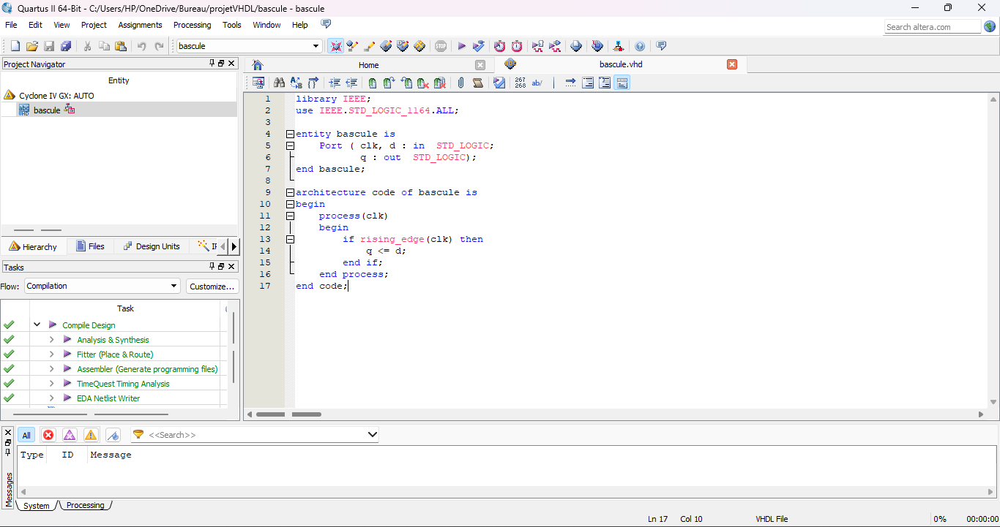 Quartus II 64-Bit - C:/Users/HP/OneDrive/Bureau/projetVHDL/bascule - bascule
File Edit View Project Assignments Processing Tools Window Help
Search altera.com
bascule
STOP
Project Navigator
Home
bascule.vhd
Entity
Cyclone IV GX: AUTO
abd VHD bascule
267 268 ab/
1 library IEEE;
2 use IEEE.STD_LOGIC_1164.ALL;
3
4 entity bascule is
5 Port ( clk, d : in STD_LOGIC;
6 q : out STD_LOGIC);
7 end bascule;
8
9 architecture code of bascule is
10 begin
11 process(clk)
12 begin
13 if rising_edge(clk) then
14 q <= d;
15 end if;
16 end process;
17 end code;
Hierarchy Files Design Units
Tasks
Flow: Compilation Customize...
Task
Compile Design
Analysis & Synthesis
Fitter (Place & Route)
Assembler (Generate programming files)
TimeQuest Timing Analysis
EDA Netlist Writer
All <<Search>>
Type ID Message
Messages
System Processing
Ln 17 Col 10 VHDL File 0% 00:00:00